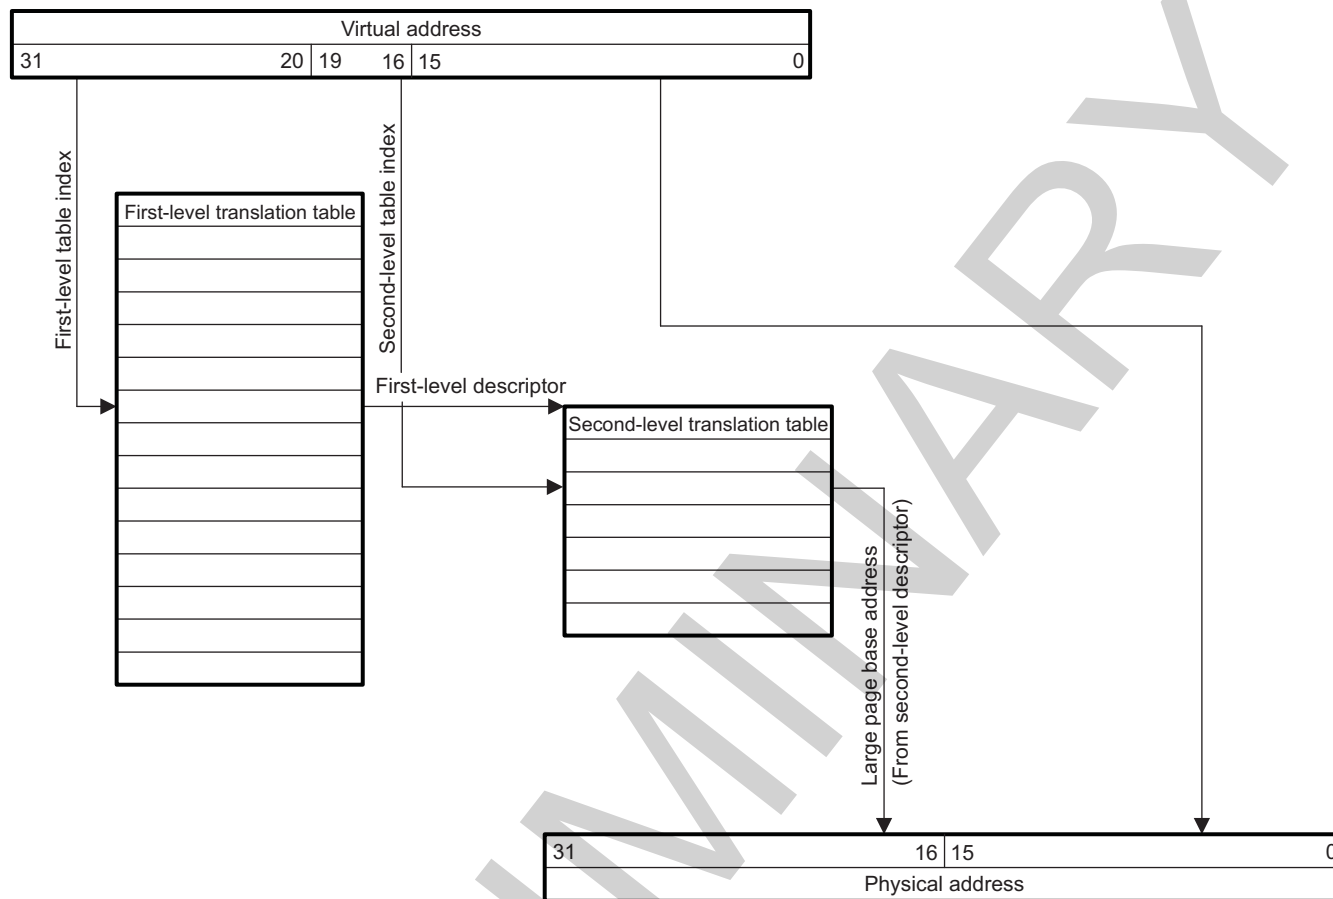 Virtual address
31 20 19 16 15 0
First-level table index
Second-level table index
First-level translation table
First-level descriptor
Second-level translation table
Large page base address
(From second-level descriptor)
31 16 15 0
Physical address
IMINARY